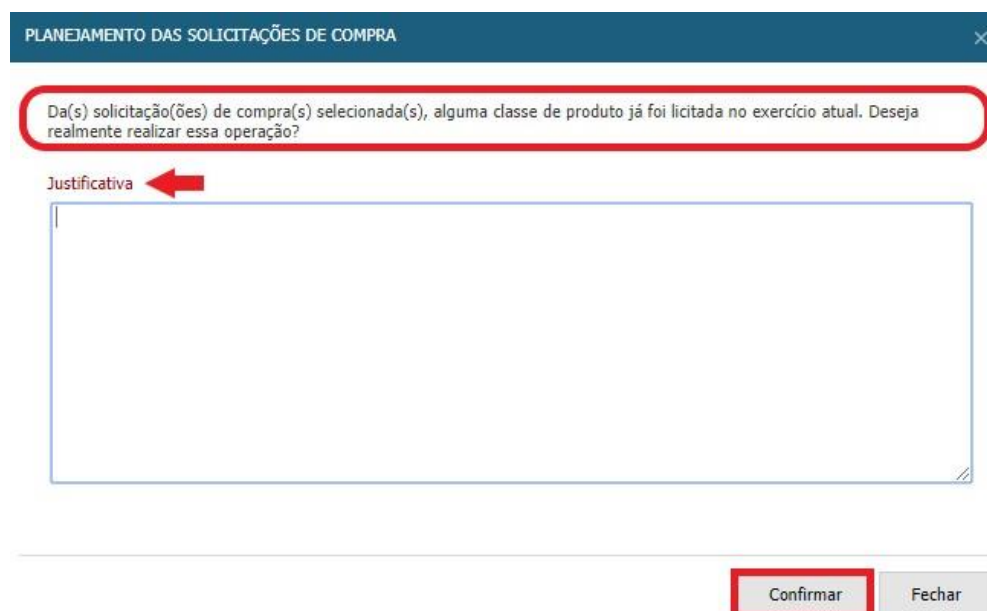 PLANEJAMENTO DAS SOLICITAÇÕES DE COMPRA
Da(s) solicitação(ões) de compra(s) selecionada(s), alguma classe de produto já foi licitada no exercício atual. Deseja
realmente realizar essa operação?
Justificativa
Confirmar Fechar